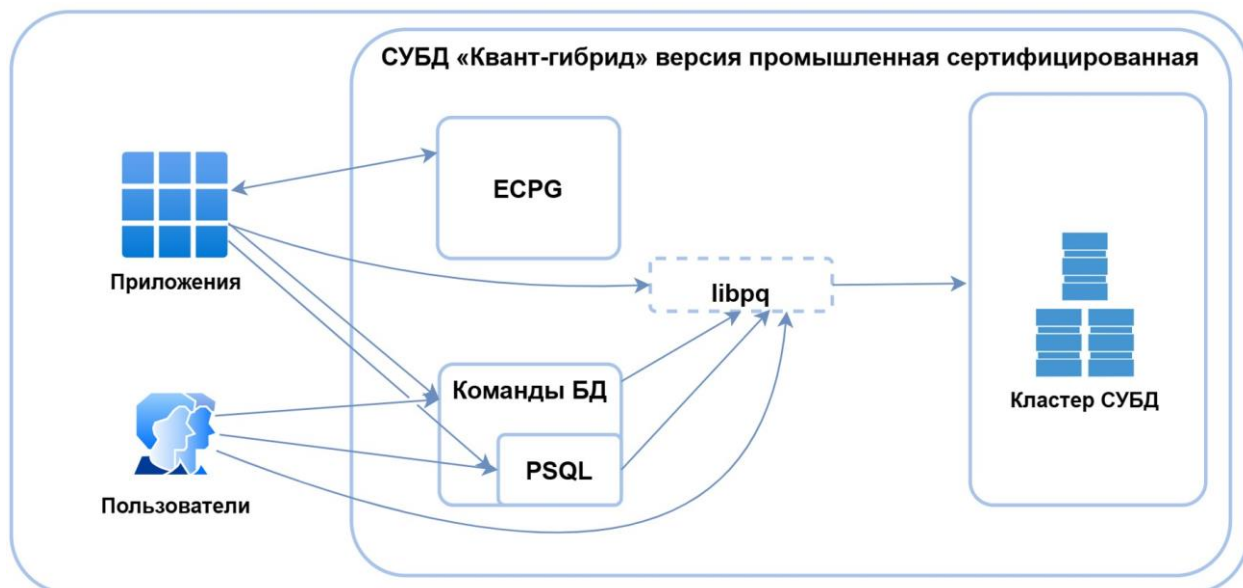 СУБД «Квант-гибрид» версия промышленная сертифицированная
ECPG
Приложения
libpq
Команды БД
Кластер СУБД
PSQL
Пользователи